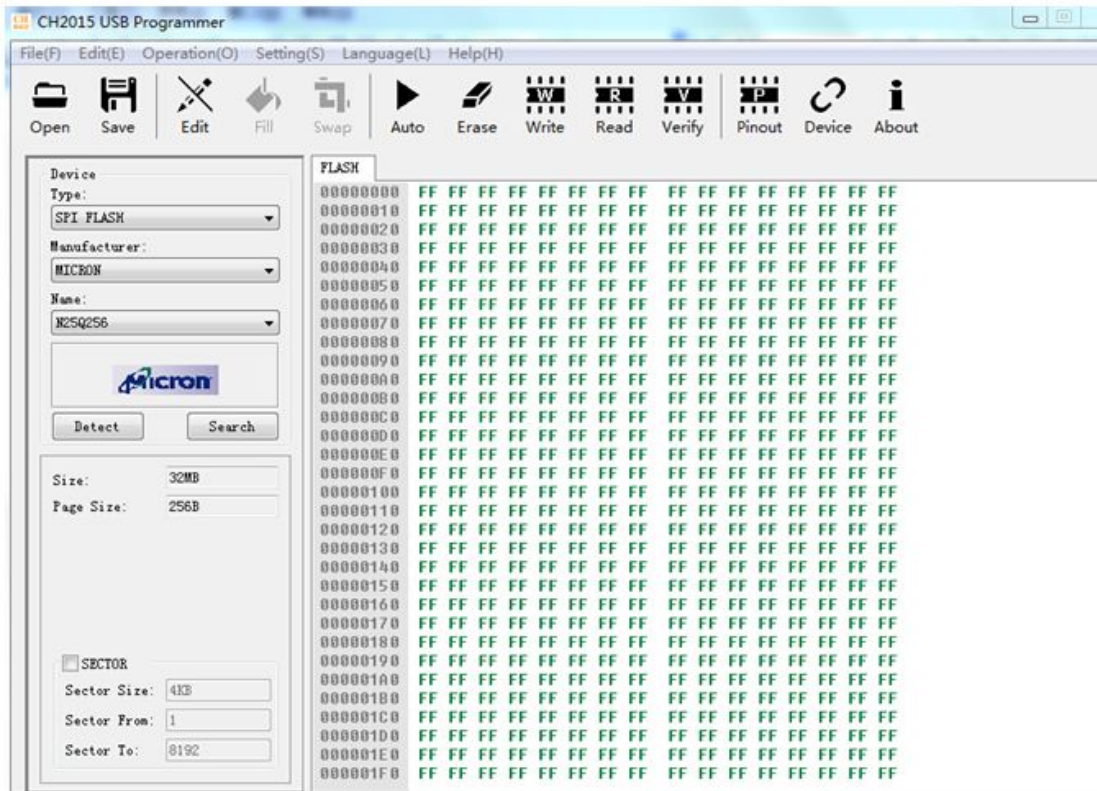 CH2015 USB Programmer
File(F) Edit(E) Operation(O) Setting(S) Language(L) Help(H)
W R V P
Open Save Edit Fill Swap Auto Erase Write Read Verify Pinout Device About
Device
Type:
SPI FLASH
Manufacturer:
MICRON
Name:
N25Q256
Micron
Detect Search
Size: 32MB
Page Size: 256B
SECTOR
Sector Size: 4KB
Sector From: 1
Sector To: 8192
FLASH
00000000 FF FF FF FF FF FF FF FF FF FF FF FF FF FF FF FF
00000010 FF FF FF FF FF FF FF FF FF FF FF FF FF FF FF FF
00000020 FF FF FF FF FF FF FF FF FF FF FF FF FF FF FF FF
00000030 FF FF FF FF FF FF FF FF FF FF FF FF FF FF FF FF
00000040 FF FF FF FF FF FF FF FF FF FF FF FF FF FF FF FF
00000050 FF FF FF FF FF FF FF FF FF FF FF FF FF FF FF FF
00000060 FF FF FF FF FF FF FF FF FF FF FF FF FF FF FF FF
00000070 FF FF FF FF FF FF FF FF FF FF FF FF FF FF FF FF
00000080 FF FF FF FF FF FF FF FF FF FF FF FF FF FF FF FF
00000090 FF FF FF FF FF FF FF FF FF FF FF FF FF FF FF FF
000000A0 FF FF FF FF FF FF FF FF FF FF FF FF FF FF FF FF
000000B0 FF FF FF FF FF FF FF FF FF FF FF FF FF FF FF FF
000000C0 FF FF FF FF FF FF FF FF FF FF FF FF FF FF FF FF
000000D0 FF FF FF FF FF FF FF FF FF FF FF FF FF FF FF FF
000000E0 FF FF FF FF FF FF FF FF FF FF FF FF FF FF FF FF
000000F0 FF FF FF FF FF FF FF FF FF FF FF FF FF FF FF FF
00000100 FF FF FF FF FF FF FF FF FF FF FF FF FF FF FF FF
00000110 FF FF FF FF FF FF FF FF FF FF FF FF FF FF FF FF
00000120 FF FF FF FF FF FF FF FF FF FF FF FF FF FF FF FF
00000130 FF FF FF FF FF FF FF FF FF FF FF FF FF FF FF FF
00000140 FF FF FF FF FF FF FF FF FF FF FF FF FF FF FF FF
00000150 FF FF FF FF FF FF FF FF FF FF FF FF FF FF FF FF
00000160 FF FF FF FF FF FF FF FF FF FF FF FF FF FF FF FF
00000170 FF FF FF FF FF FF FF FF FF FF FF FF FF FF FF FF
00000180 FF FF FF FF FF FF FF FF FF FF FF FF FF FF FF FF
00000190 FF FF FF FF FF FF FF FF FF FF FF FF FF FF FF FF
000001A0 FF FF FF FF FF FF FF FF FF FF FF FF FF FF FF FF
000001B0 FF FF FF FF FF FF FF FF FF FF FF FF FF FF FF FF
000001C0 FF FF FF FF FF FF FF FF FF FF FF FF FF FF FF FF
000001D0 FF FF FF FF FF FF FF FF FF FF FF FF FF FF FF FF
000001E0 FF FF FF FF FF FF FF FF FF FF FF FF FF FF FF FF
000001F0 FF FF FF FF FF FF FF FF FF FF FF FF FF FF FF FF